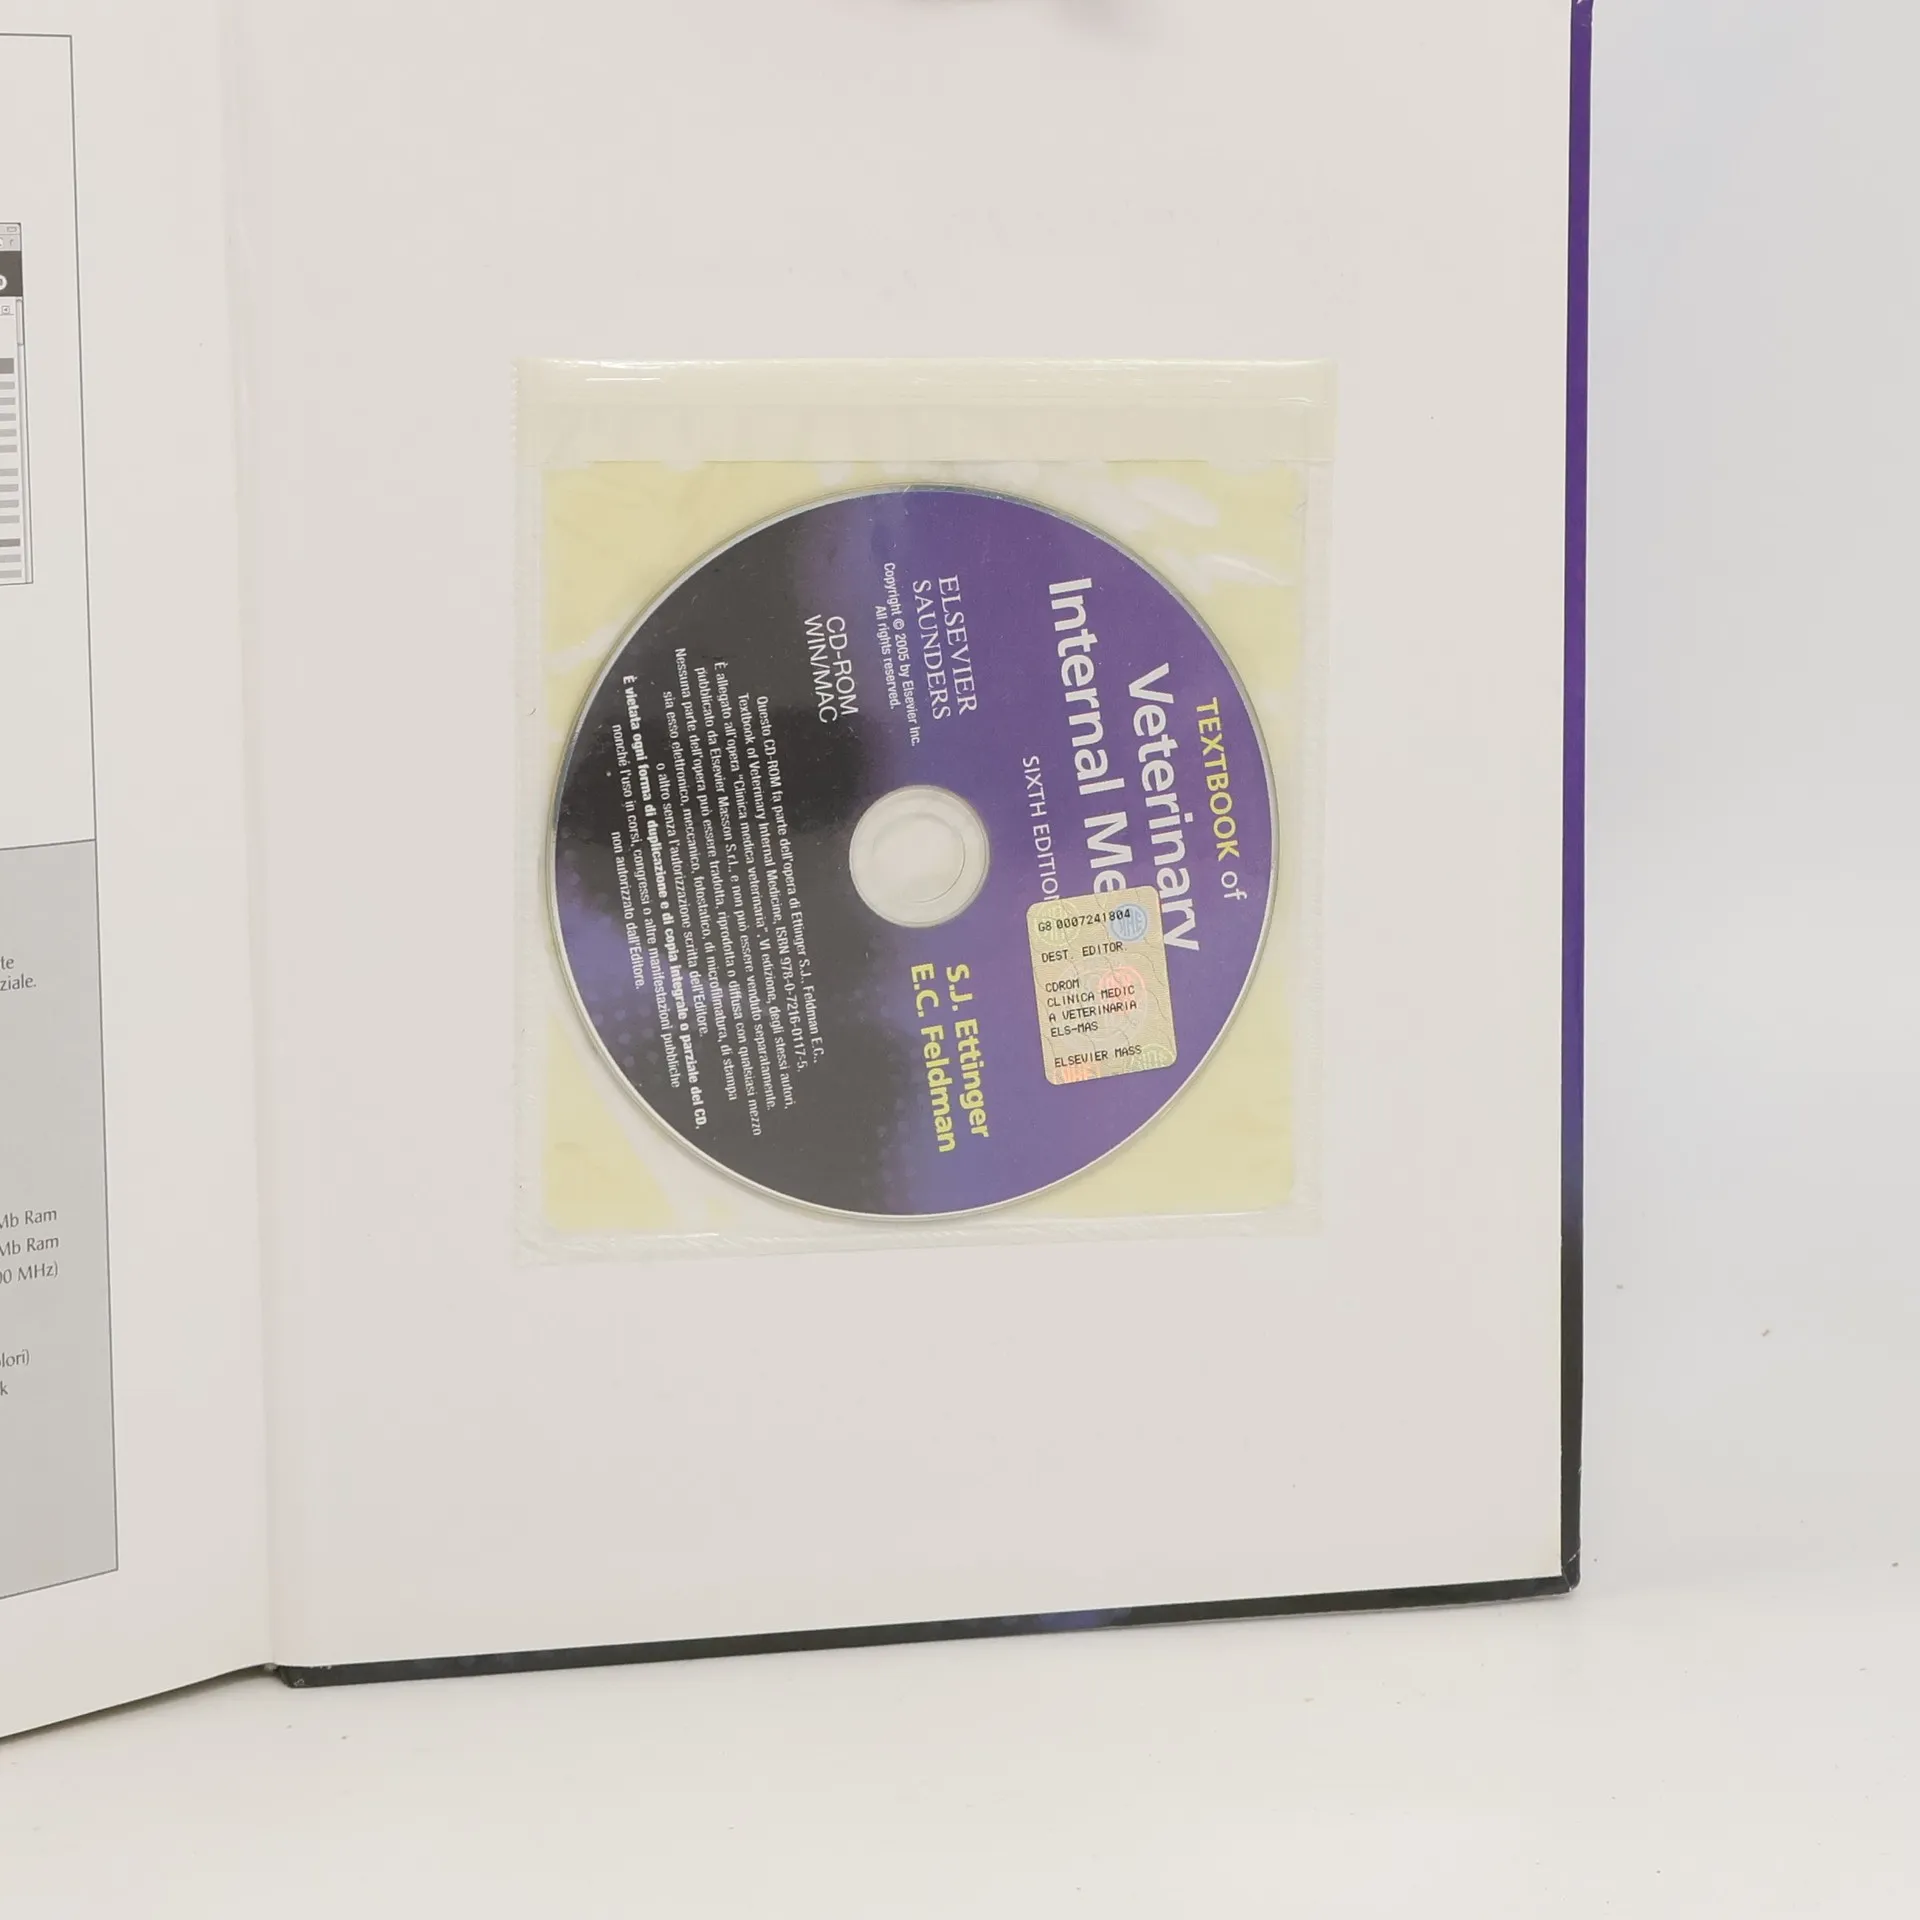 te
ziale.
Mb Ram
Mb Ram
00 MHz)
lori)
k
TEXTBOOK of
Veterinary
Internal Me
SIXTH EDITION
ELSEVIER
SAUNDERS
Copyright © 2005 by Elsevier Inc.
All rights reserved.
CD-ROM
WIN/MAC
S.J. Ettinger
E.C. Feldman
Questo CD-ROM fa parte dell'opera di Ettinger S.J., Feldman E.C.,
Textbook of Veterinary Internal Medicine, ISBN 978-0-7216-0117-5.
È allegato all'opera "Clinica medica veterinaria", VI edizione, degli stessi autori,
pubblicato da Elsevier Masson S.r.l. e non può essere venduto separatamente.
Nessuna parte dell'opera può essere tradotta, riprodotta o diffusa con qualsiasi mezzo
sia esso elettronico, meccanico, fotostatico, di microfilmatura, di stampa
o altro senza l'autorizzazione scritta dell'Editore.
È vietata ogni forma di duplicazione e di copia integrale o parziale del CD,
nonché l'uso in corsi, congressi o altre manifestazioni pubbliche
non autorizzato dall'Editore.
G8 0007241804
DEST. EDITOR.
CDROM
CLINICA MEDIC
A VETERINARIA
ELS-MAS
ELSEVIER MASS